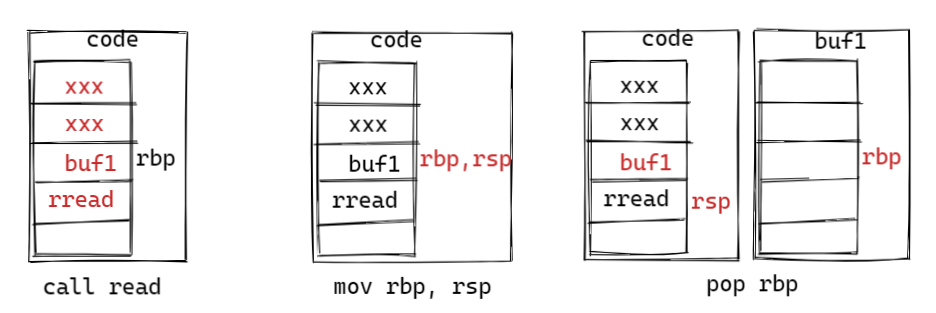 code
xxx
xxx
buf1
rbp
rread
call read
code
xxx
xxx
buf1
rbp,rsp
rread
mov rbp, rsp
code
xxx
xxx
buf1
rread
rsp
buf1
rbp
pop rbp